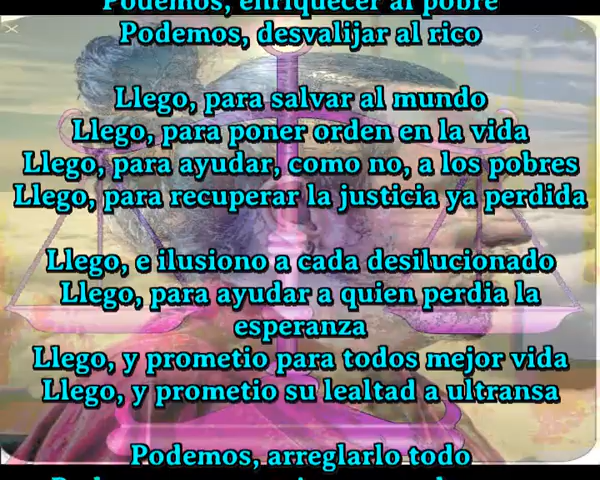 Podemos, enriquecer al pobre
Podemos, desvalijar al rico
Llego, para salvar al mundo
Llego, para poner orden en la vida
Llego, para ayudar, como no, a los pobres
Llego, para recuperar la justicia ya perdida
Llego, e ilusiono a cada desilucionado
Llego, para ayudar a quien perdia la
esperanza
Llego, y prometio para todos mejor vida
Llego, y prometio su lealtad a ultransa
Podemos, arreglarlo todo